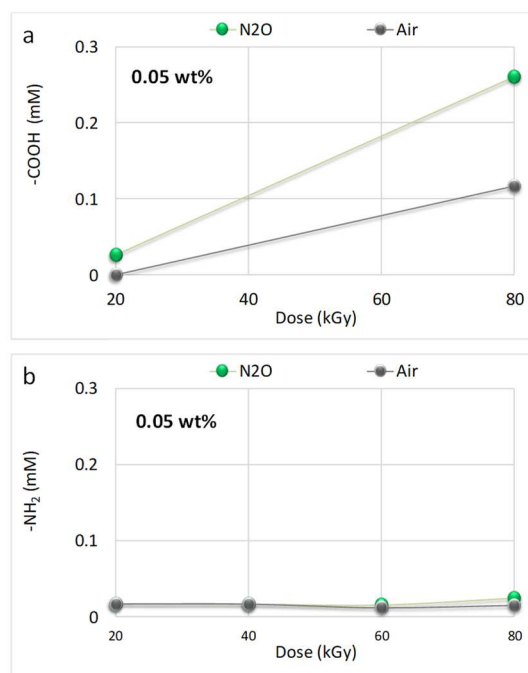 a
N2O Air
0.3
0.05 wt%
0.2
-COOH (mM)
0.1
0
20 40 60 80
Dose (kGy)
b
N2O Air
0.3
0.05 wt%
0.2
-NH₂ (mM)
0.1
0
20 40 60 80
Dose (kGy)